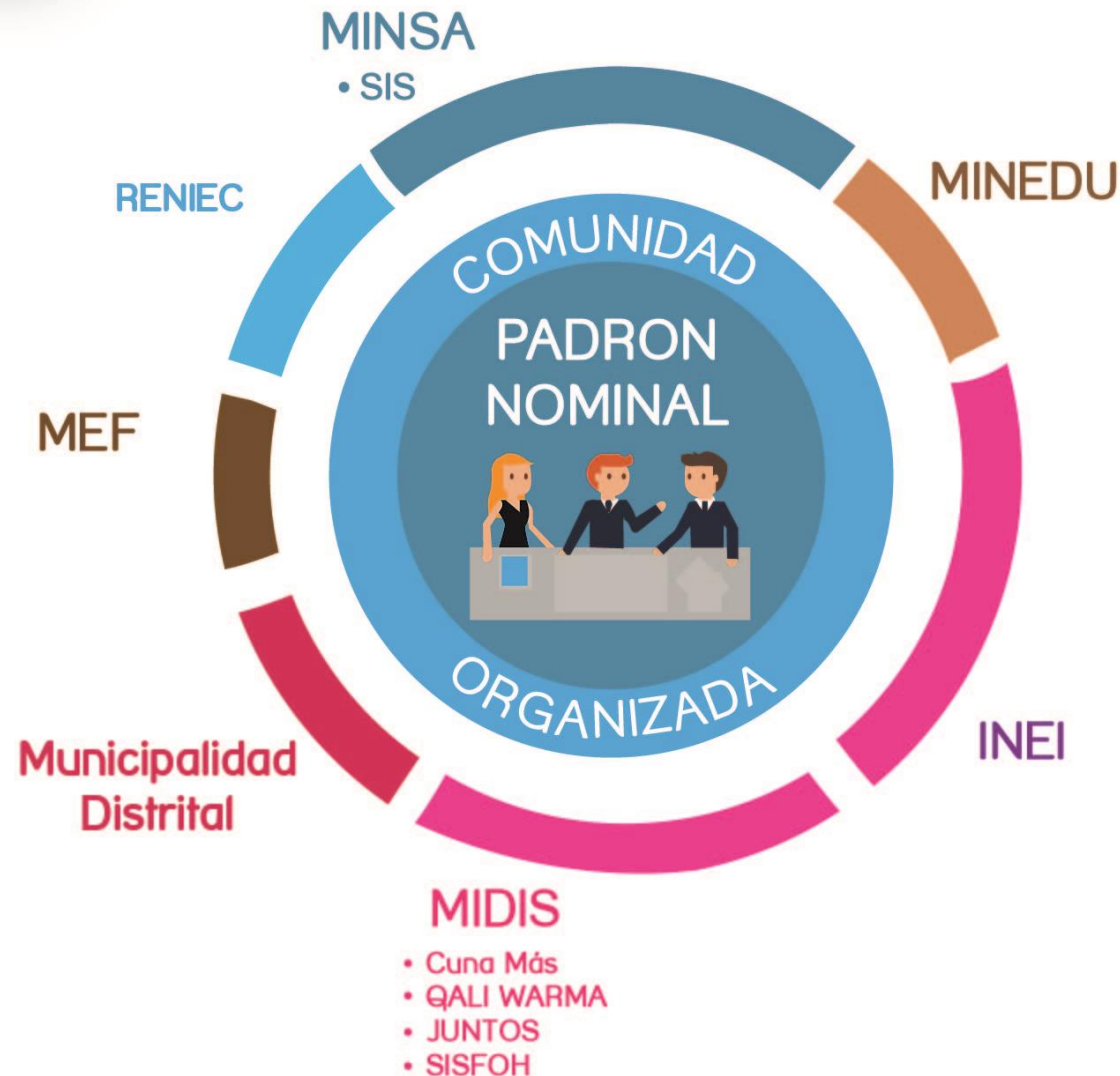 MINSA
• SIS
RENIEC
MINEDU
COMUNIDAD
PADRON
NOMINAL
MEF
ORGANIZADA
INEI
Municipalidad
Distrital
MIDIS
• Cuna Más
• QALI WARMA
• JUNTOS
• SISFOH